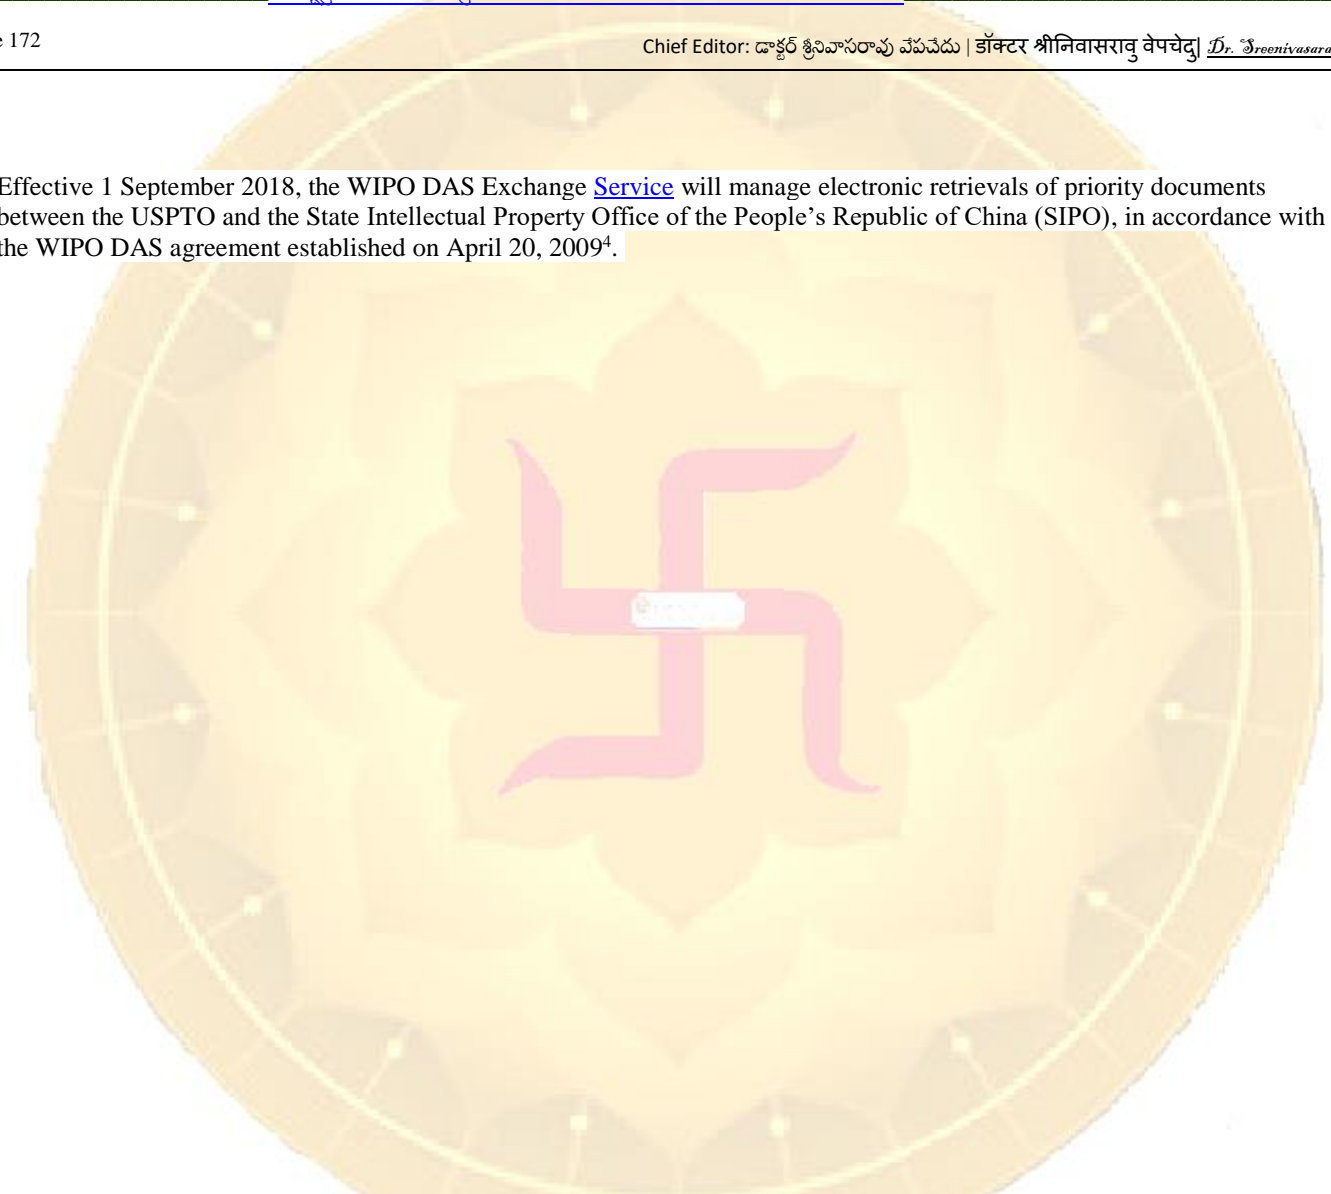 e 172
Chief Editor: డాక్టర్ శ్రీనివాసరావు వేపచేదు | डॉक्टर श्रीनिवासरावु वेपचेदु| Dr. Sreenivasara
Effective 1 September 2018, the WIPO DAS Exchange Service will manage electronic retrievals of priority documents
between the USPTO and the State Intellectual Property Office of the People’s Republic of China (SIPO), in accordance with
the WIPO DAS agreement established on April 20, 2009⁴.